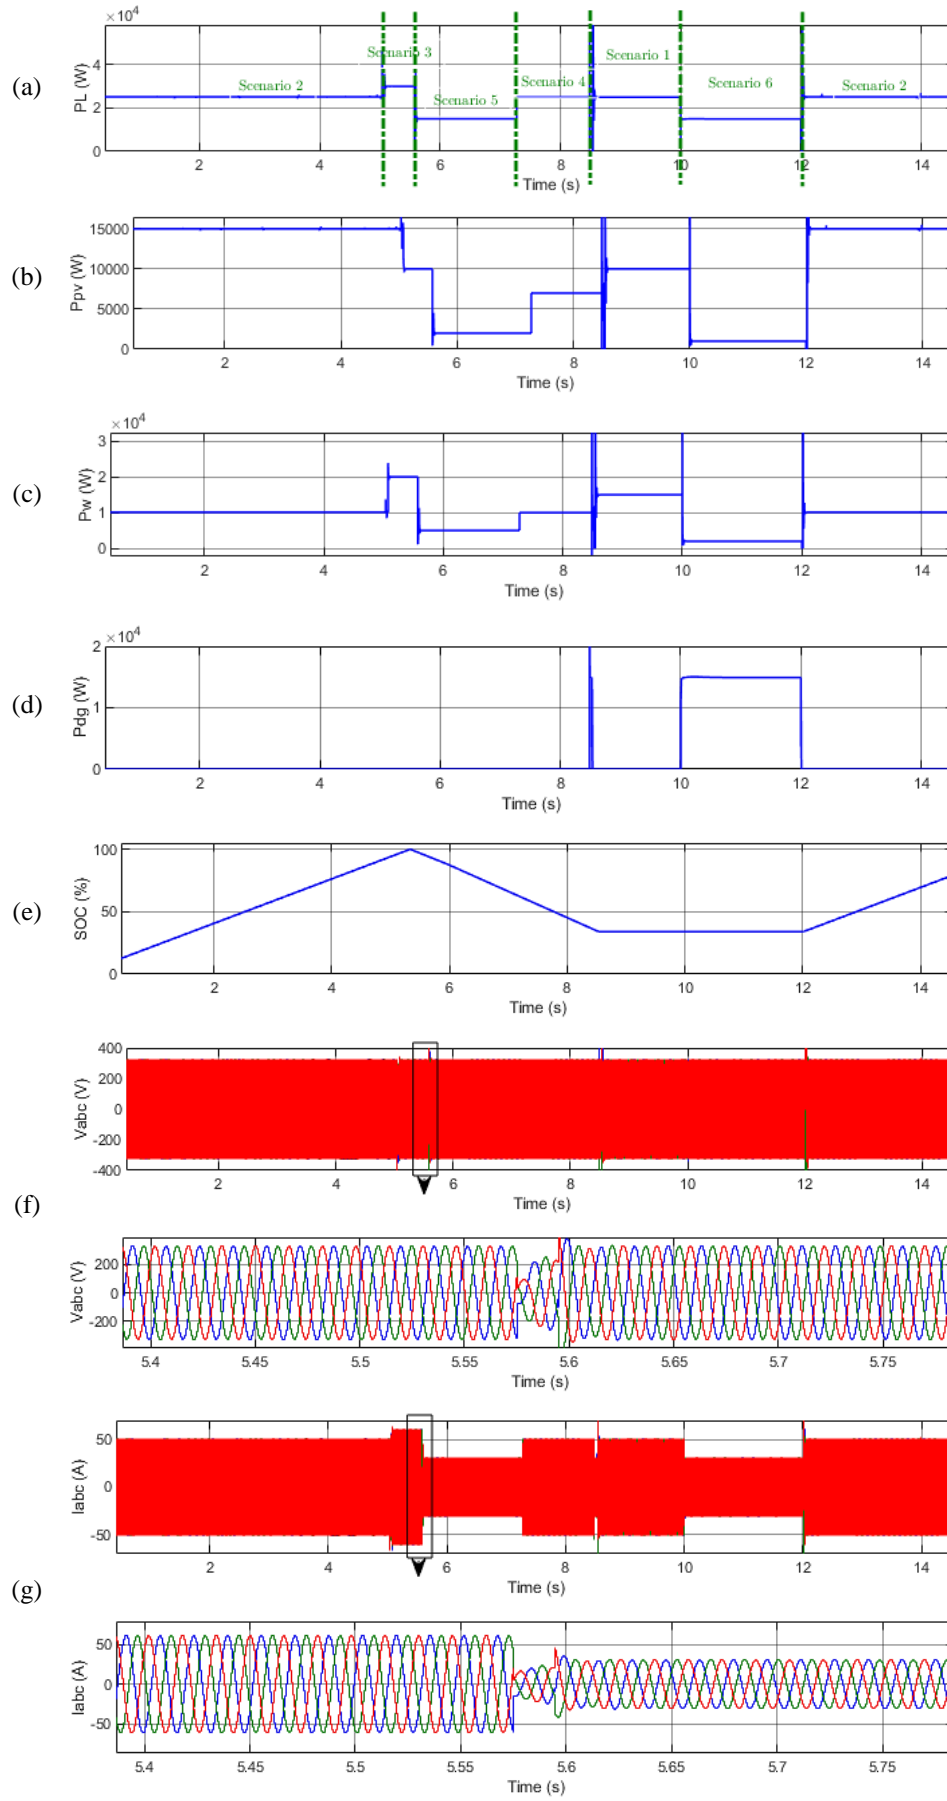 ×10⁴
(a)
PL (W)
4
2
0
Scenario 2
Scenario 3
Scenario 5
Scenario 4
Scenario 1
Scenario 6
Scenario 2
2 4 6 8 10 12 14
Time (s)
(b)
Ppv (W)
15000
10000
5000
0
2 4 6 8 10 12 14
Time (s)
×10⁴
(c)
Pw (W)
3
2
1
0
2 4 6 8 10 12 14
Time (s)
×10⁴
(d)
Pdg (W)
2
1
0
2 4 6 8 10 12 14
Time (s)
(e)
SOC (%)
100
50
0
2 4 6 8 10 12 14
Time (s)
Vabc (V)
400
200
0
-200
-400
2 4 6 8 10 12 14
(f)
Vabc (V)
200
0
-200
5.4 5.45 5.5 5.55 5.6 5.65 5.7 5.75
Time (s)
Iabc (A)
50
0
-50
2 4 6 8 10 12 14
Time (s)
(g)
Iabc (A)
50
0
-50
5.4 5.45 5.5 5.55 5.6 5.65 5.7 5.75
Time (s)